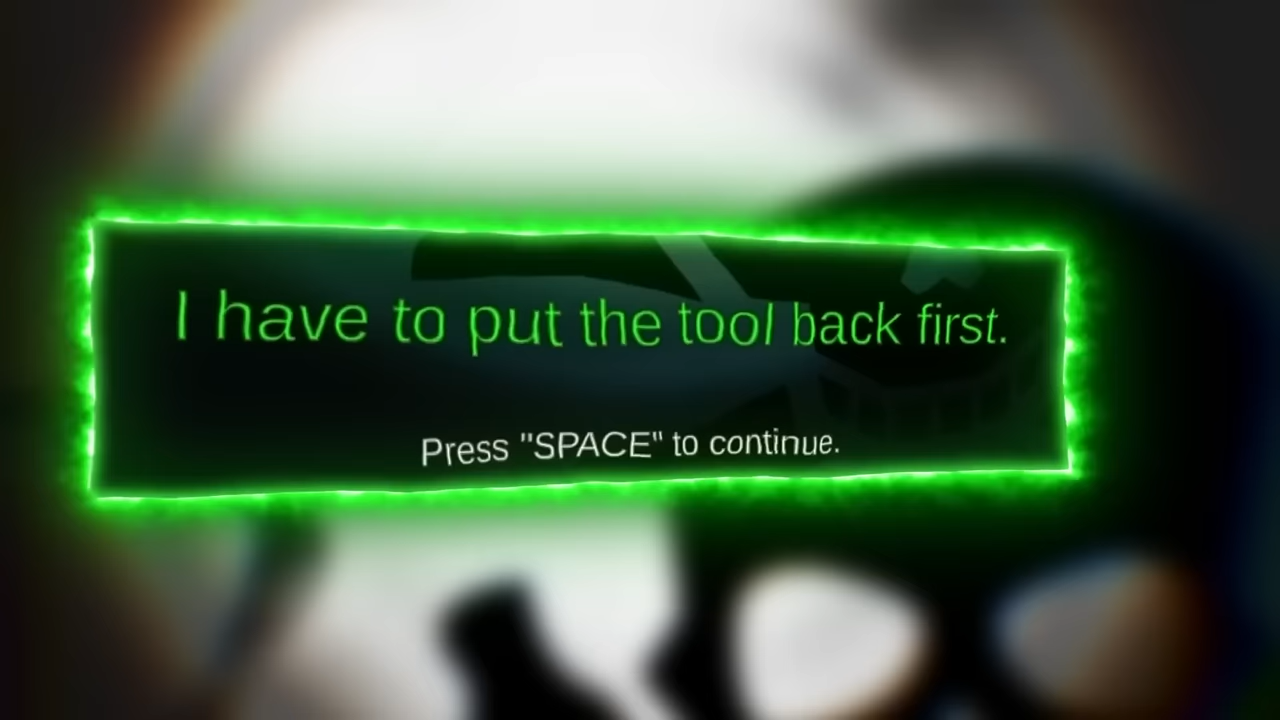 I have to put the tool back first.
Press "SPACE" to continue.